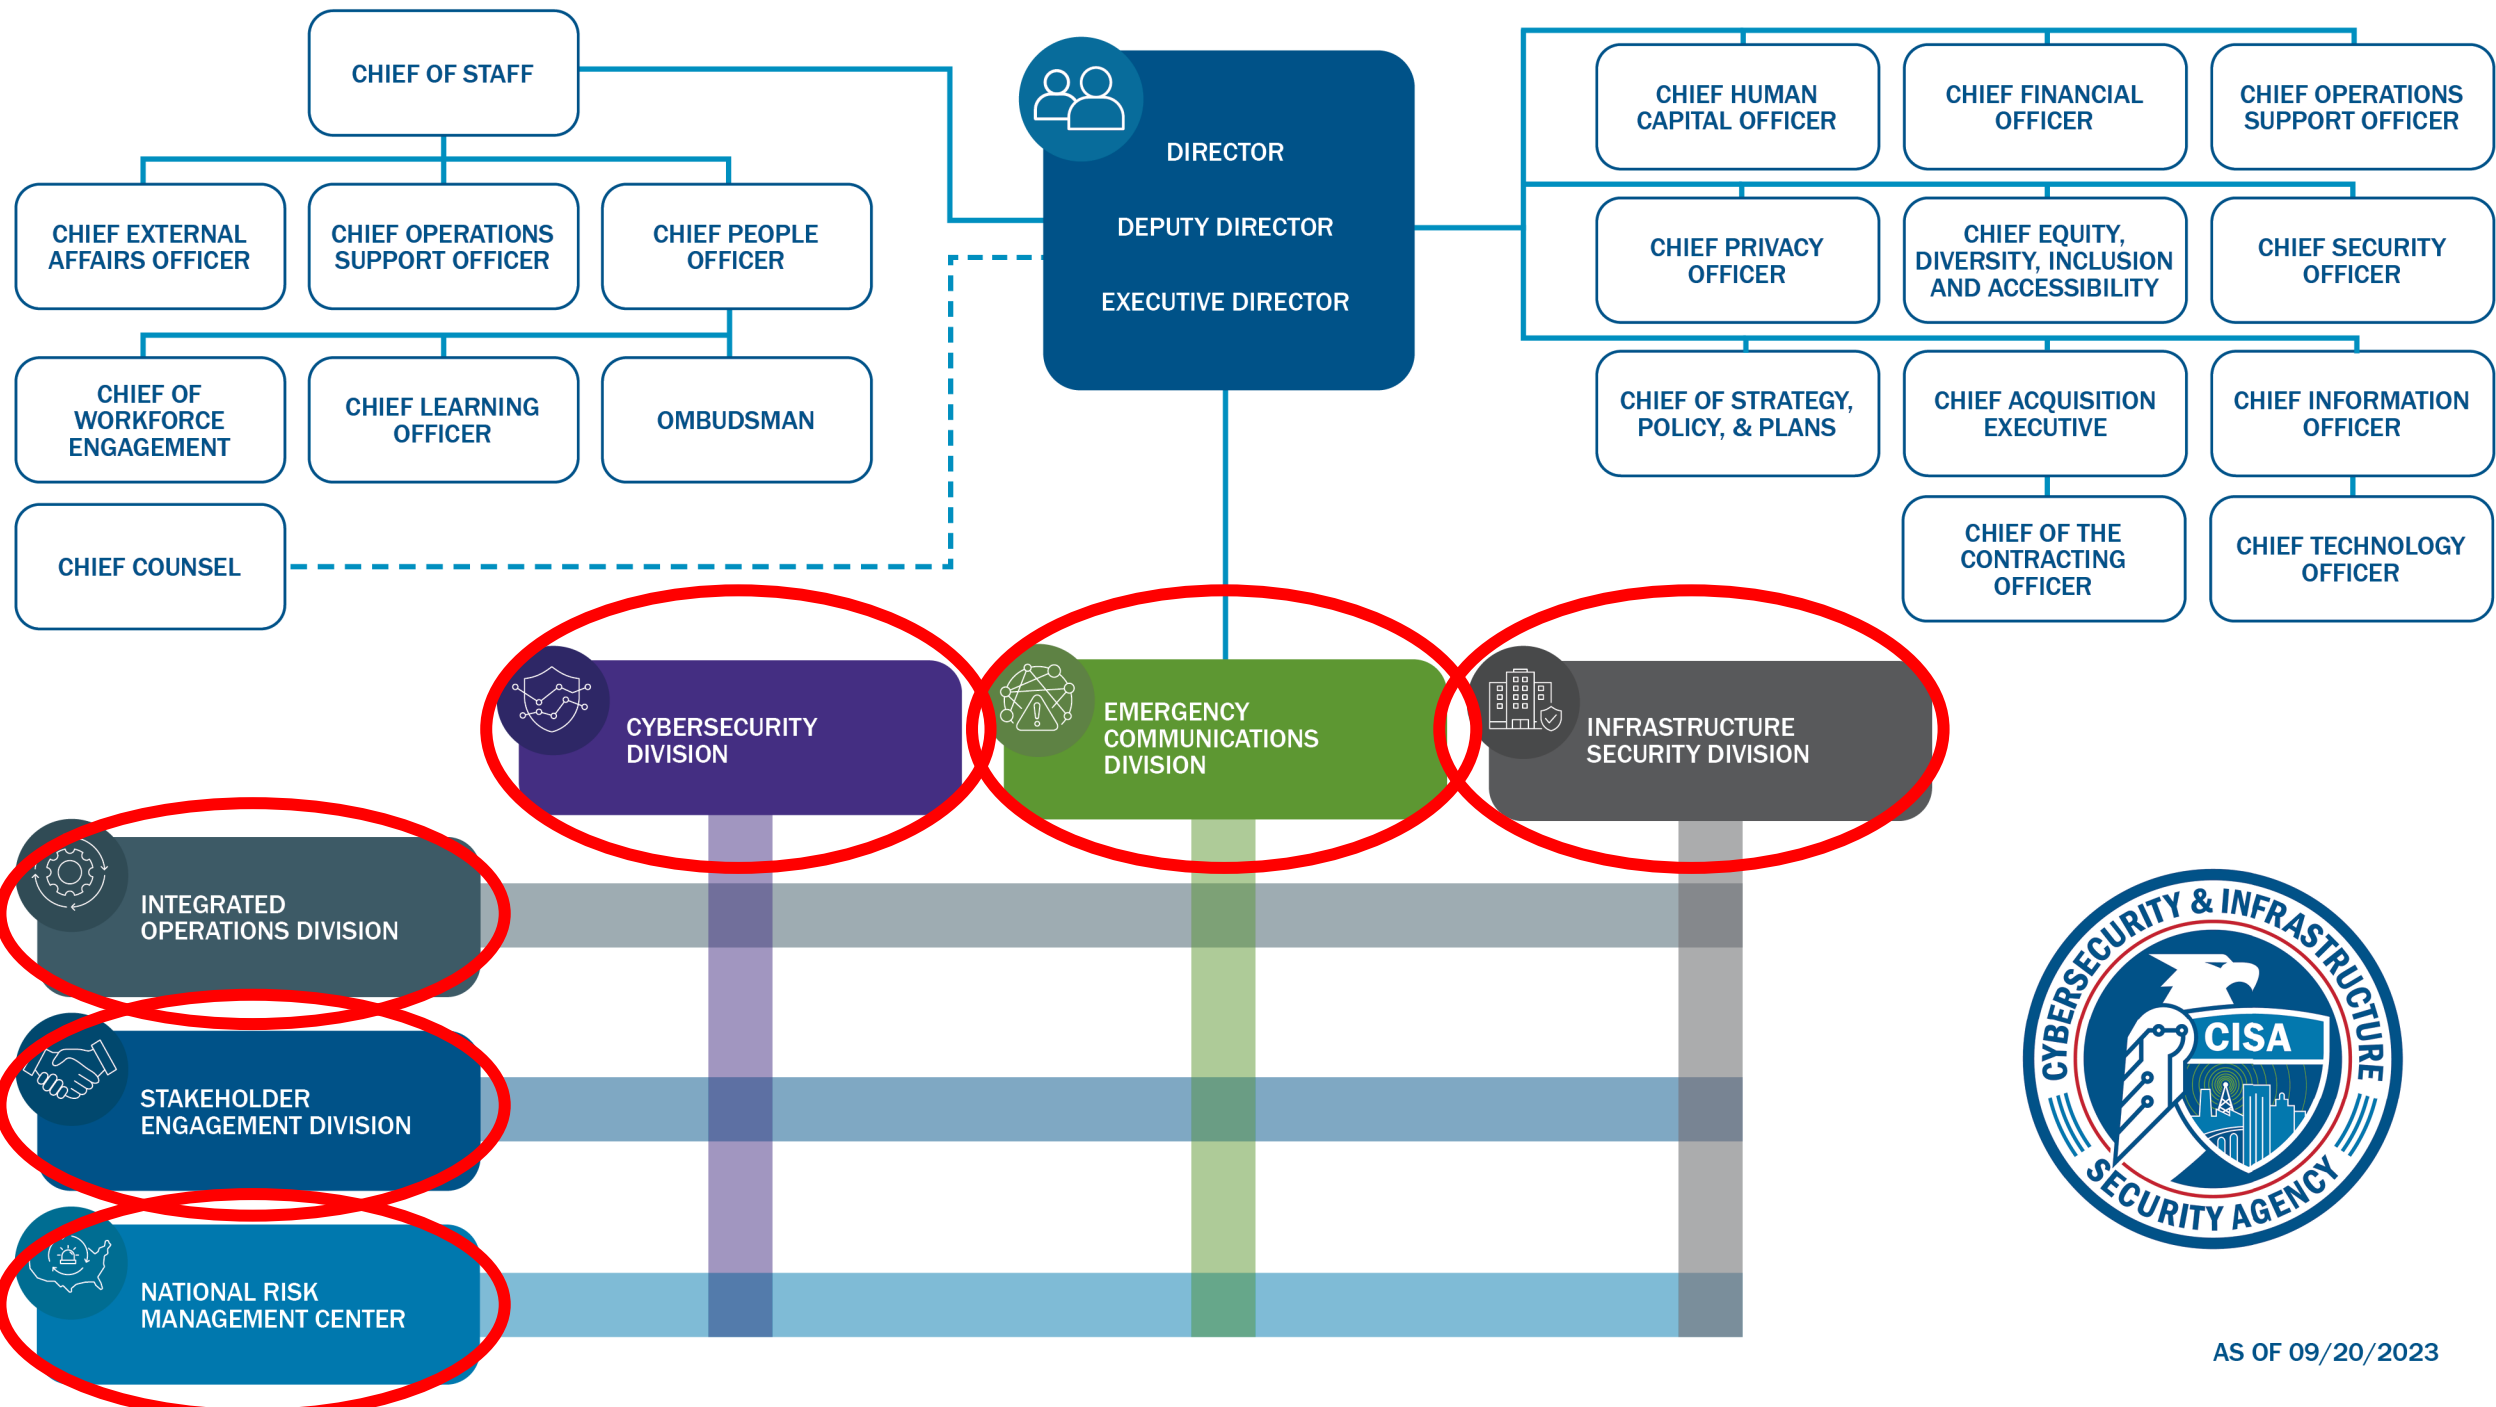 CHIEF OF STAFF
CHIEF EXTERNAL
AFFAIRS OFFICER
CHIEF OPERATIONS
SUPPORT OFFICER
CHIEF PEOPLE
OFFICER
CHIEF OF
WORKFORCE
ENGAGEMENT
CHIEF LEARNING
OFFICER
OMBUDSMAN
CHIEF COUNSEL
DIRECTOR
DEPUTY DIRECTOR
EXECUTIVE DIRECTOR
CHIEF HUMAN
CAPITAL OFFICER
CHIEF FINANCIAL
OFFICER
CHIEF OPERATIONS
SUPPORT OFFICER
CHIEF PRIVACY
OFFICER
CHIEF EQUITY,
DIVERSITY, INCLUSION
AND ACCESSIBILITY
CHIEF SECURITY
OFFICER
CHIEF OF STRATEGY,
POLICY, & PLANS
CHIEF ACQUISITION
EXECUTIVE
CHIEF INFORMATION
OFFICER
CHIEF OF THE
CONTRACTING
OFFICER
CHIEF TECHNOLOGY
OFFICER
CYBERSECURITY
DIVISION
EMERGENCY
COMMUNICATIONS
DIVISION
INFRASTRUCTURE
SECURITY DIVISION
INTEGRATED
OPERATIONS DIVISION
STAKEHOLDER
ENGAGEMENT DIVISION
NATIONAL RISK
MANAGEMENT CENTER
CYBERSECURITY & INFRASTRUCTURE
CISA
SECURITY AGENCY
AS OF 09/20/2023